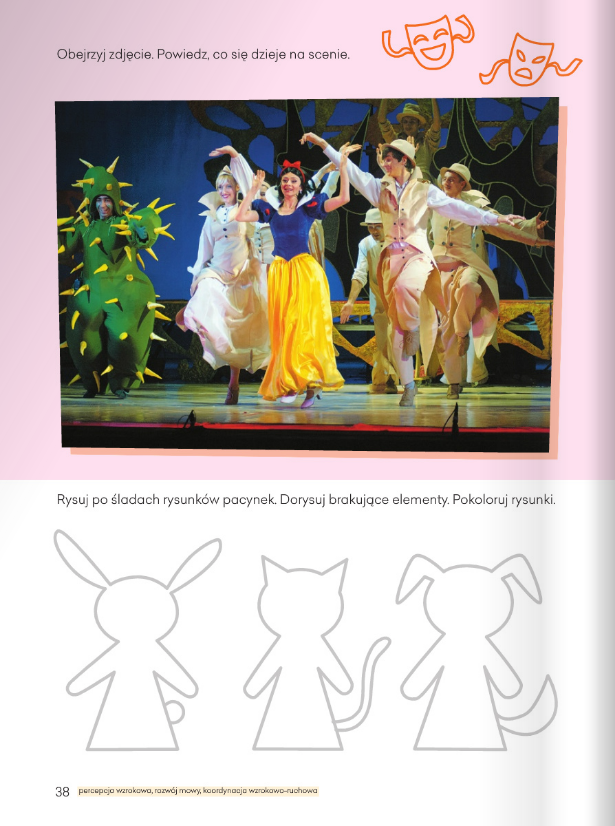 Obejrzyj zdjęcie. Powiedz, co się dzieje na scenie.
Rysuj po śladach rysunków pacynek. Dorysuj brakujące elementy. Pokoloruj rysunki.
38 percepcja wzrokowa, rozwój mowy, koordynacja wzrokowo-ruchowa